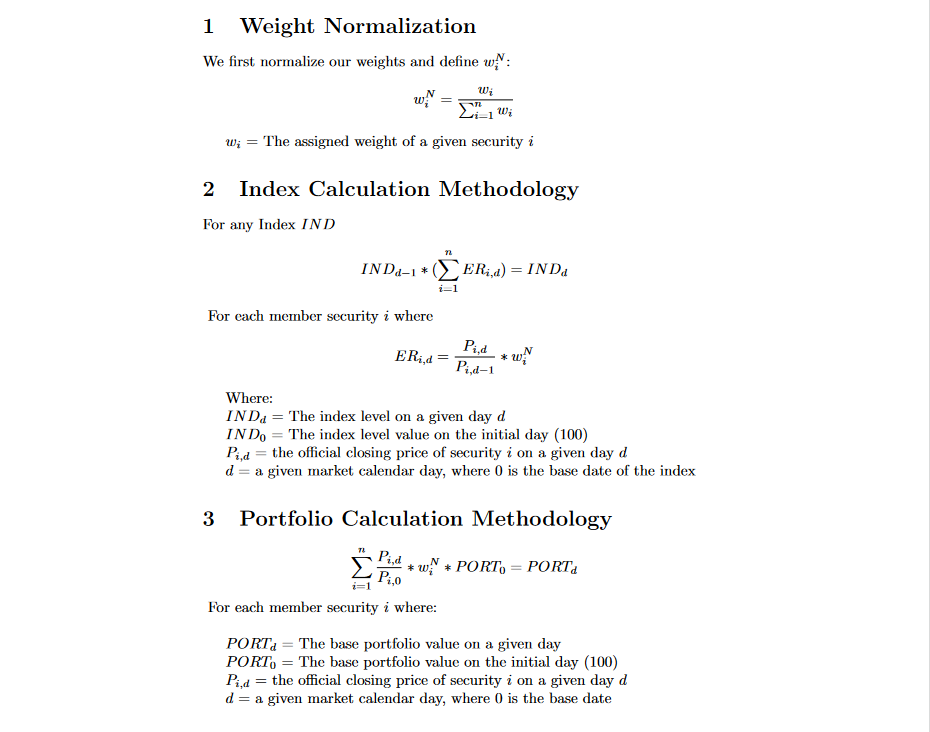 1 Weight Normalization
We first normalize our weights and define $w_i^N$:
$w_i^N = \frac{w_i}{\sum_{i=1}^{n} w_i}$
$w_i$ = The assigned weight of a given security $i$
2 Index Calculation Methodology
For any Index $IND$
$IND_{d-1} * (\sum_{i=1}^{n} ER_{i,d}) = IND_d$
For each member security $i$ where
$ER_{i,d} = \frac{P_{i,d}}{P_{i,d-1}} * w_i^N$
Where:
$IND_d$ = The index level on a given day $d$
$IND_0$ = The index level value on the initial day (100)
$P_{i,d}$ = the official closing price of security $i$ on a given day $d$
$d$ = a given market calendar day, where 0 is the base date of the index
3 Portfolio Calculation Methodology
$\sum_{i=1}^{n} \frac{P_{i,d}}{P_{i,0}} * w_i^N * PORT_0 = PORT_d$
For each member security $i$ where:
$PORT_d$ = The base portfolio value on a given day
$PORT_0$ = The base portfolio value on the initial day (100)
$P_{i,d}$ = the official closing price of security $i$ on a given day $d$
$d$ = a given market calendar day, where 0 is the base date